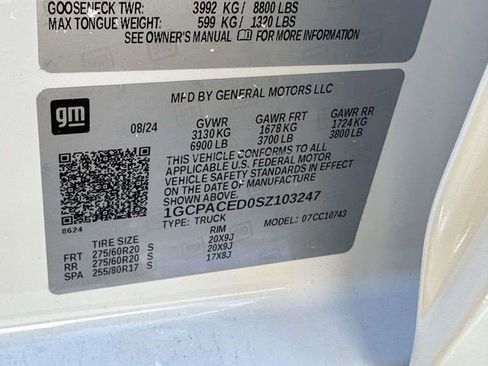 GOOSENECK TWR: 3992 KG / 8800 LBS
MAX TONGUE WEIGHT: 599 KG / 1320 LBS
SEE OWNER'S MANUAL FOR MORE INFORMATION
gm
MFD BY GENERAL MOTORS LLC
08/24 GVWR GAWR FRT GAWR RR
3130 KG 1678 KG 1724 KG
6900 LB 3700 LB 3800 LB
THIS VEHICLE CONFORMS TO ALL
APPLICABLE U.S. FEDERAL MOTOR
VEHICLE SAFETY STANDARDS IN EFFECT
ON THE DATE OF MANUFACTURE SHOWN
ABOVE.
1GCPACED0SZ103247
8624 TYPE: TRUCK MODEL: 07CC10743
TIRE SIZE RIM
FRT 275/60R20 S 20X9J
RR 275/60R20 S 20X9J
SPA 255/80R17 S 17X8J